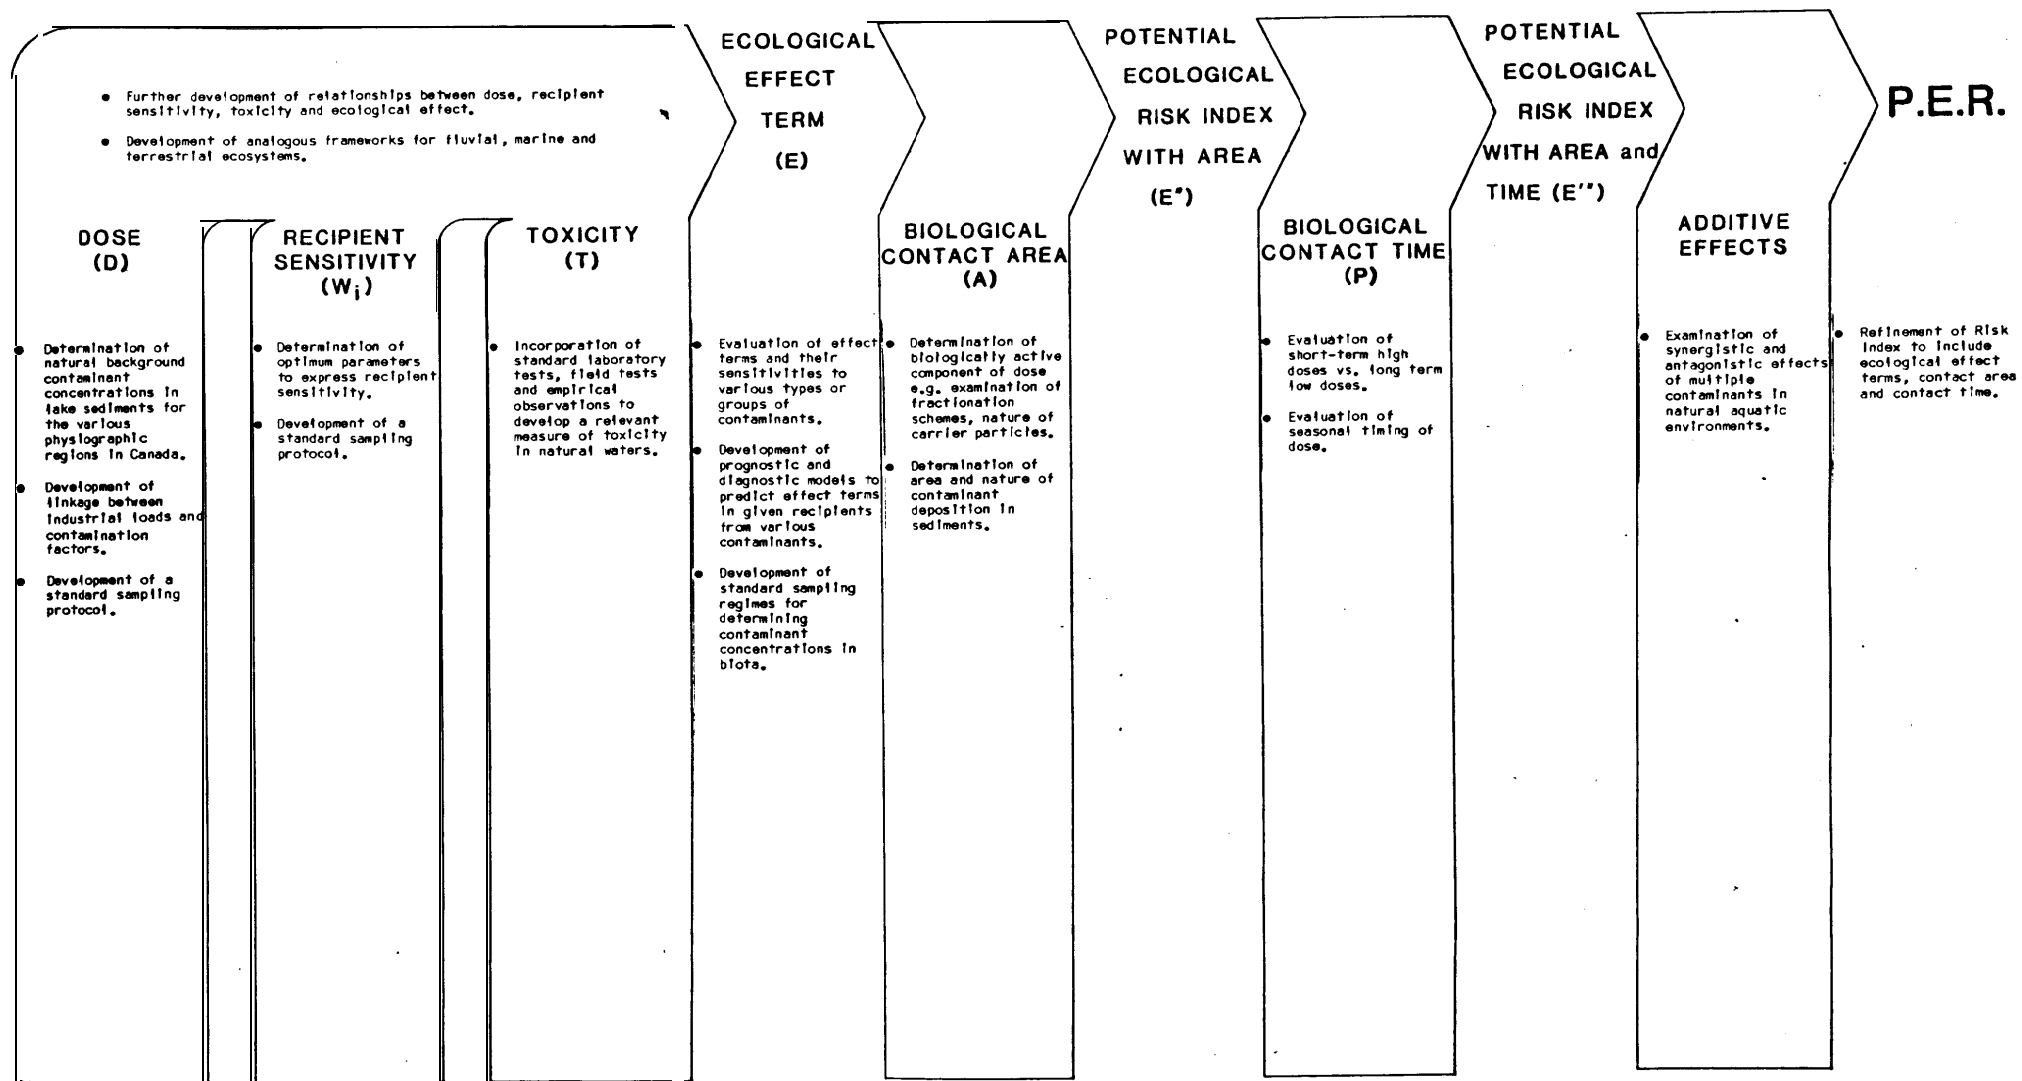 ● Further development of relationships between dose, recipient
sensitivity, toxicity and ecological effect.
● Development of analogous frameworks for fluvial, marine and
terrestrial ecosystems.
DOSE
(D)
● Determination of
natural background
contaminant
concentrations in
lake sediments for
the various
physiographic
regions in Canada.
● Development of
linkage between
industrial loads and
contamination
factors.
● Development of a
standard sampling
protocol.
RECIPIENT
SENSITIVITY
(Wi)
● Determination of
optimum parameters
to express recipient
sensitivity.
● Development of a
standard sampling
protocol.
TOXICITY
(T)
● Incorporation of
standard laboratory
tests, field tests
and empirical
observations to
develop a relevant
measure of toxicity
in natural waters.
ECOLOGICAL
EFFECT
TERM
(E)
● Evaluation of effect
terms and their
sensitivities to
various types or
groups of
contaminants.
● Development of
prognostic and
diagnostic models to
predict effect terms
in given recipients
from various
contaminants.
● Development of
standard sampling
regimes for
determining
contaminant
concentrations in
biota.
BIOLOGICAL
CONTACT AREA
(A)
● Determination of
biologically active
component of dose
e.g. examination of
fractionation
schemes, nature of
carrier particles.
● Determination of
area and nature of
contaminant
deposition in
sediments.
POTENTIAL
ECOLOGICAL
RISK INDEX
WITH AREA
(E')
BIOLOGICAL
CONTACT TIME
(P)
● Evaluation of
short-term high
doses vs. long term
low doses.
● Evaluation of
seasonal timing of
dose.
POTENTIAL
ECOLOGICAL
RISK INDEX
WITH AREA and
TIME (E'')
ADDITIVE
EFFECTS
● Examination of
synergistic and
antagonistic effects
of multiple
contaminants in
natural aquatic
environments.
P.E.R.
● Refinement of Risk
Index to include
ecological effect
terms, contact area
and contact time.